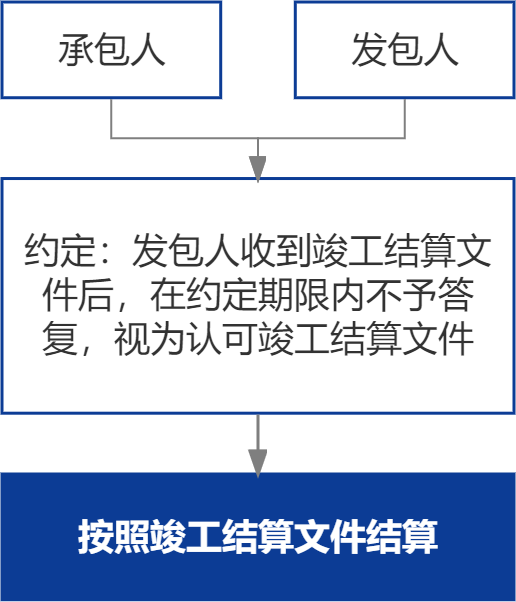 承包人
发包人
约定：发包人收到竣工结算文
件后，在约定期限内不予答
复，视为认可竣工结算文件
按照竣工结算文件结算